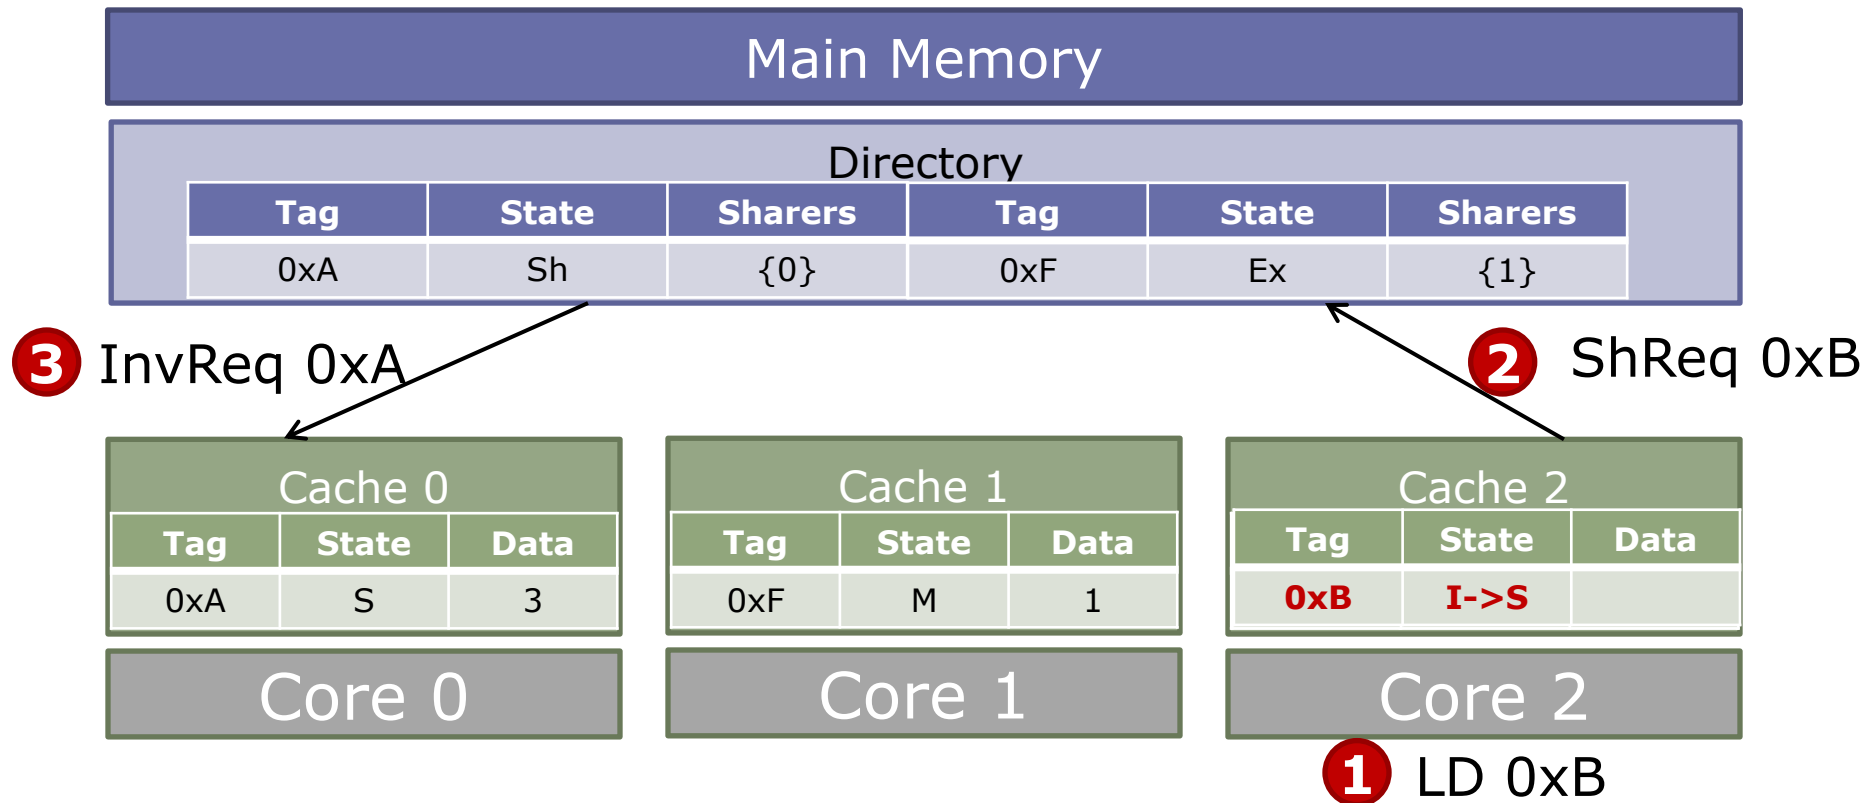 Main Memory
Directory
Tag State Sharers Tag State Sharers
0xA Sh {0} 0xF Ex {1}
3 InvReq 0xA
2 ShReq 0xB
Cache 0
Tag State Data
0xA S 3
Core 0
Cache 1
Tag State Data
0xF M 1
Core 1
Cache 2
Tag State Data
0xB I->S
Core 2
1 LD 0xB